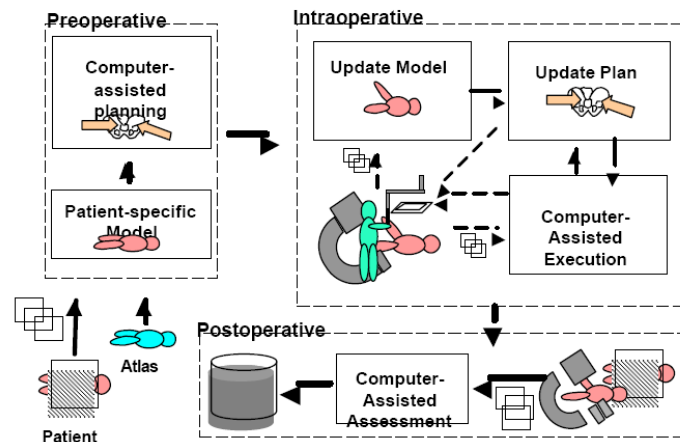 Preoperative
Computer-
assisted
planning
Patient-specific
Model
Atlas
Patient
Intraoperative
Update Model
Update Plan
Computer-
Assisted
Execution
Postoperative
Computer-
Assisted
Assessment